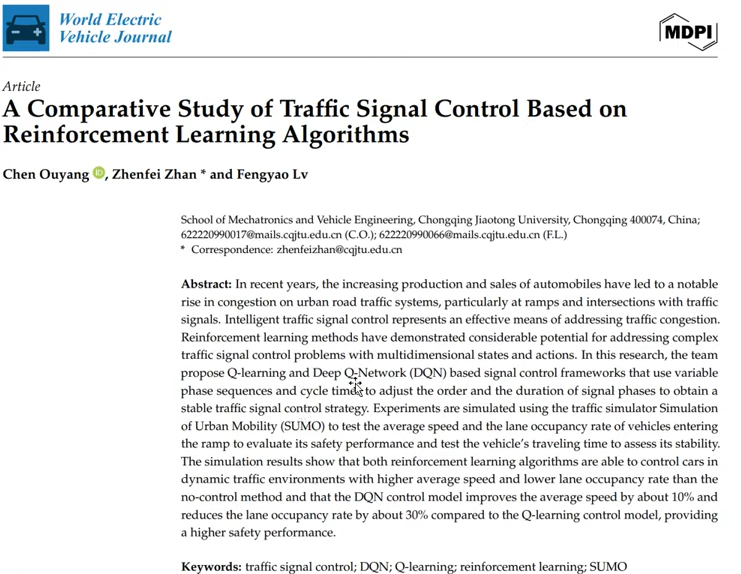 World Electric
Vehicle Journal
MDPI
Article
A Comparative Study of Traffic Signal Control Based on
Reinforcement Learning Algorithms
Chen Ouyang iD, Zhenfei Zhan * and Fengyao Lv
School of Mechatronics and Vehicle Engineering, Chongqing Jiaotong University, Chongqing 400074, China;
622220990017@mails.cqjtu.edu.cn (C.O.); 622220990066@mails.cqjtu.edu.cn (F.L.)
* Correspondence: zhenfeizhan@cqjtu.edu.cn
Abstract: In recent years, the increasing production and sales of automobiles have led to a notable
rise in congestion on urban road traffic systems, particularly at ramps and intersections with traffic
signals. Intelligent traffic signal control represents an effective means of addressing traffic congestion.
Reinforcement learning methods have demonstrated considerable potential for addressing complex
traffic signal control problems with multidimensional states and actions. In this research, the team
propose Q-learning and Deep Q-Network (DQN) based signal control frameworks that use variable
phase sequences and cycle times to adjust the order and the duration of signal phases to obtain a
stable traffic signal control strategy. Experiments are simulated using the traffic simulator Simulation
of Urban Mobility (SUMO) to test the average speed and the lane occupancy rate of vehicles entering
the ramp to evaluate its safety performance and test the vehicle's traveling time to assess its stability.
The simulation results show that both reinforcement learning algorithms are able to control cars in
dynamic traffic environments with higher average speed and lower lane occupancy rate than the
no-control method and that the DQN control model improves the average speed by about 10% and
reduces the lane occupancy rate by about 30% compared to the Q-learning control model, providing
a higher safety performance.
Keywords: traffic signal control; DQN; Q-learning; reinforcement learning; SUMO